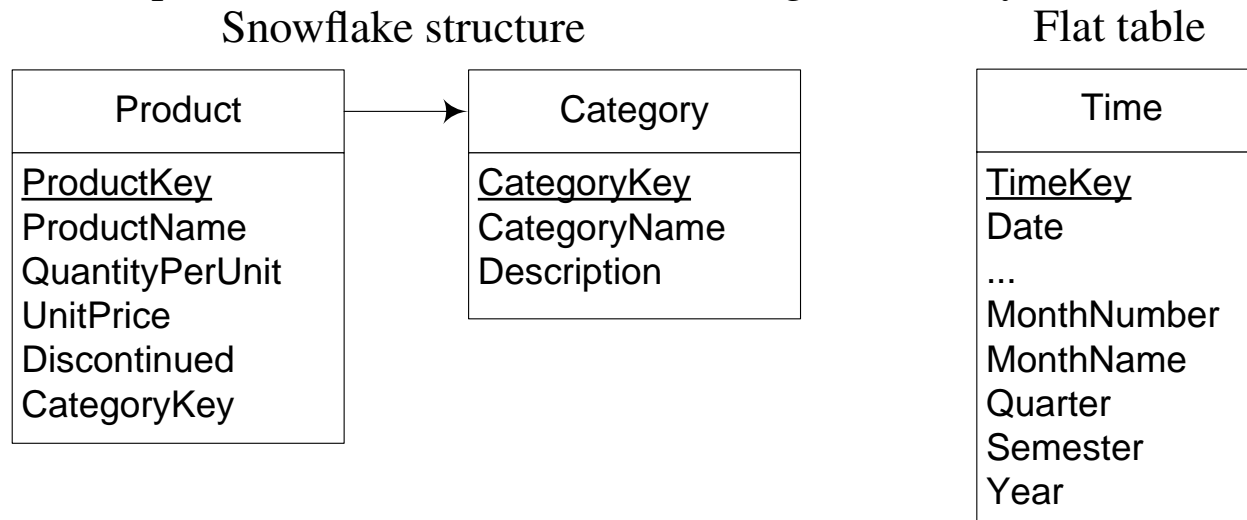 Snowflake structure
Flat table
Product
ProductKey
ProductName
QuantityPerUnit
UnitPrice
Discontinued
CategoryKey
Category
CategoryKey
CategoryName
Description
Time
TimeKey
Date
...
MonthNumber
MonthName
Quarter
Semester
Year